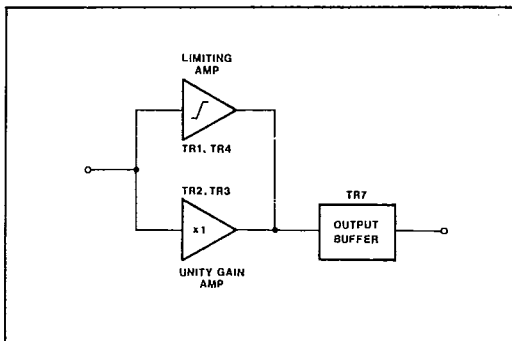 LIMITING
AMP
TR1, TR4
TR2, TR3
x1
UNITY GAIN
AMP
TR7
OUTPUT
BUFFER